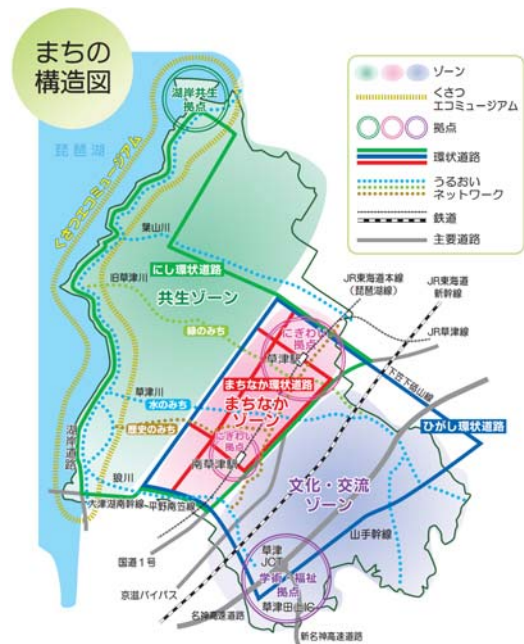 まちの
構造図
ゾーン
くさつ
エコミュージアム
拠点
環状道路
うるおい
ネットワーク
鉄道
主要道路
湖岸共生
拠点
琵琶湖
くさつエコミュージアム
葉山川
にし環状道路
旧草津川
共生ゾーン
JR東海道本線
(琵琶湖線)
JR東海道
新幹線
JR草津線
緑のみち
にぎわい
拠点
草津駅
下笠下砥山線
まちなか環状道路
まちなか
ゾーン
草津川
水のみち
歴史のみち
ひがし環状道路
にぎわい
拠点
南草津駅
湖岸道路
狼川
文化・交流
ゾーン
大津湖南幹線
平野南笠線
山手幹線
国道1号
草津
JCT
学術・福祉
拠点
草津田上IC
京滋バイパス
名神高速道路
新名神高速道路